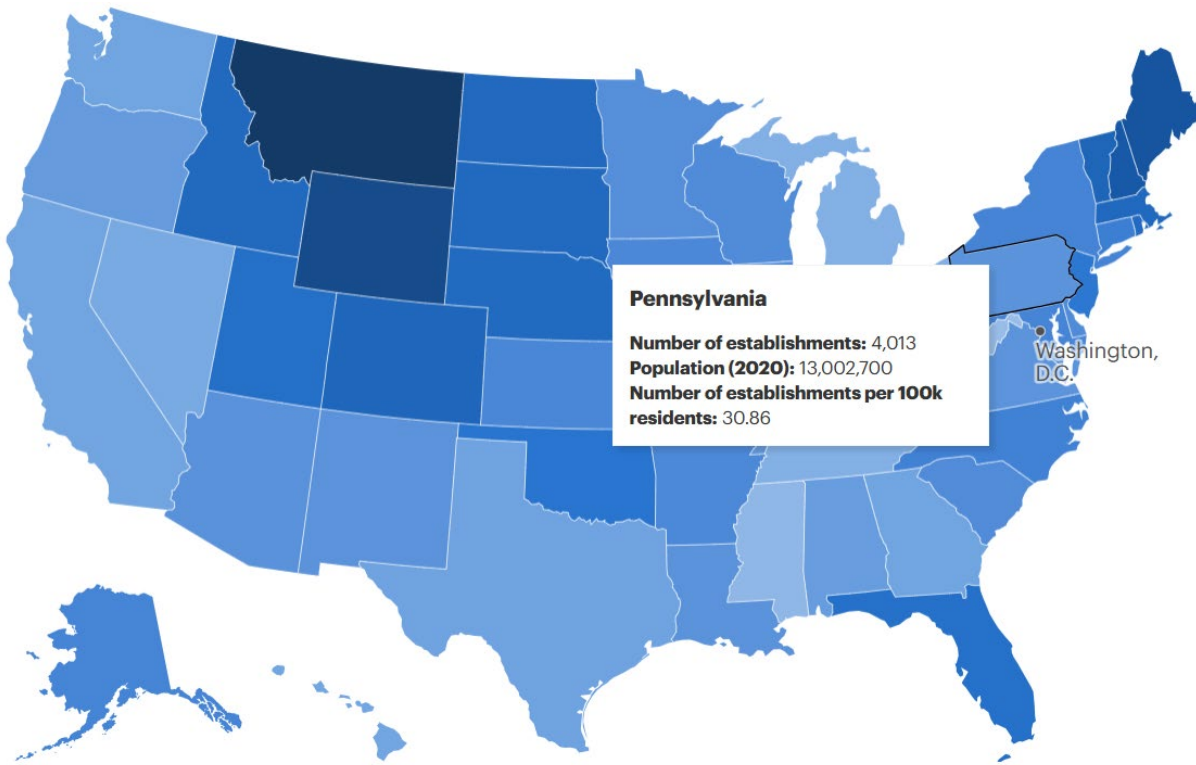 Pennsylvania
Number of establishments: 4,013
Population (2020): 13,002,700
Number of establishments per 100k
residents: 30.86
Washington,
D.C.